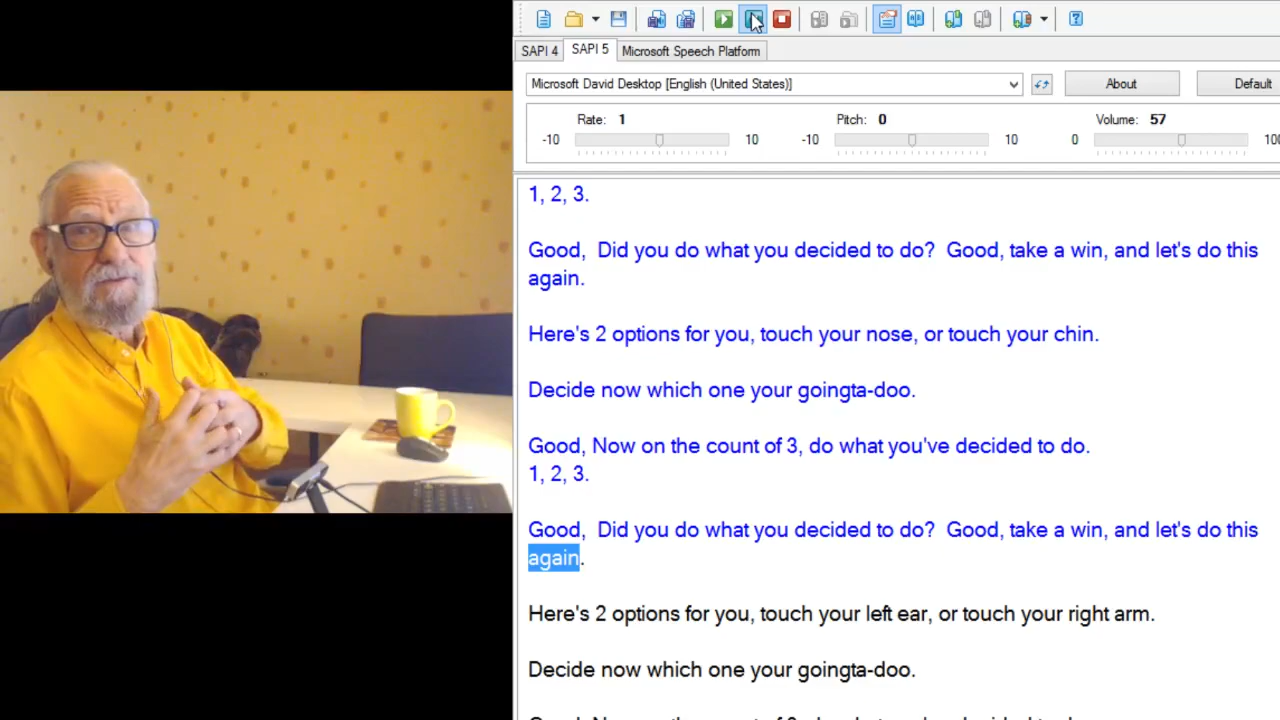 SAPI 4 SAPI 5 Microsoft Speech Platform
Microsoft David Desktop [English (United States)] About Default
Rate: 1 Pitch: 0 Volume: 57
-10 10 -10 10 0 100
1, 2, 3.
Good,  Did you do what you decided to do?  Good, take a win, and let's do this
again.
Here's 2 options for you, touch your nose, or touch your chin.
Decide now which one your goingta-doo.
Good, Now on the count of 3, do what you've decided to do.
1, 2, 3.
Good,  Did you do what you decided to do?  Good, take a win, and let's do this
again.
Here's 2 options for you, touch your left ear, or touch your right arm.
Decide now which one your goingta-doo.